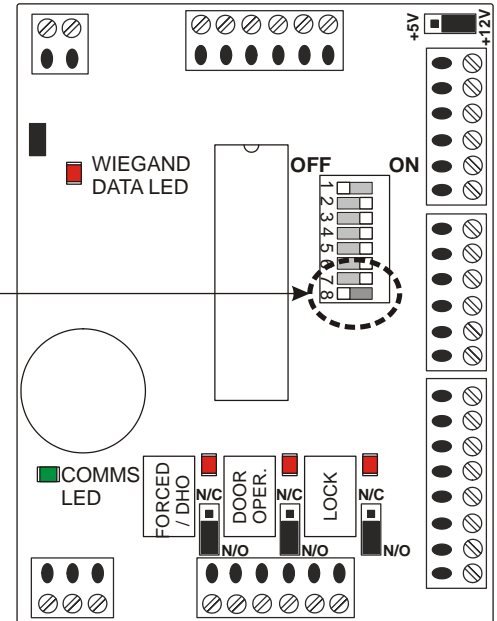 +5V
+12V
WIEGAND
DATA LED
OFF
ON
1
2
3
4
5
6
7
8
COMMS
LED
FORCED
/ DHO
DOOR
OPER.
LOCK
N/C
N/C
N/C
N/O
N/O
N/O